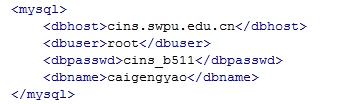 <mysql>
<dbhost>cins.swpu.edu.cn</dbhost>
<dbuser>root</dbuser>
<dbpasswd>cins_b511</dbpasswd>
<dbname>caigengyao</dbname>
</mysql>